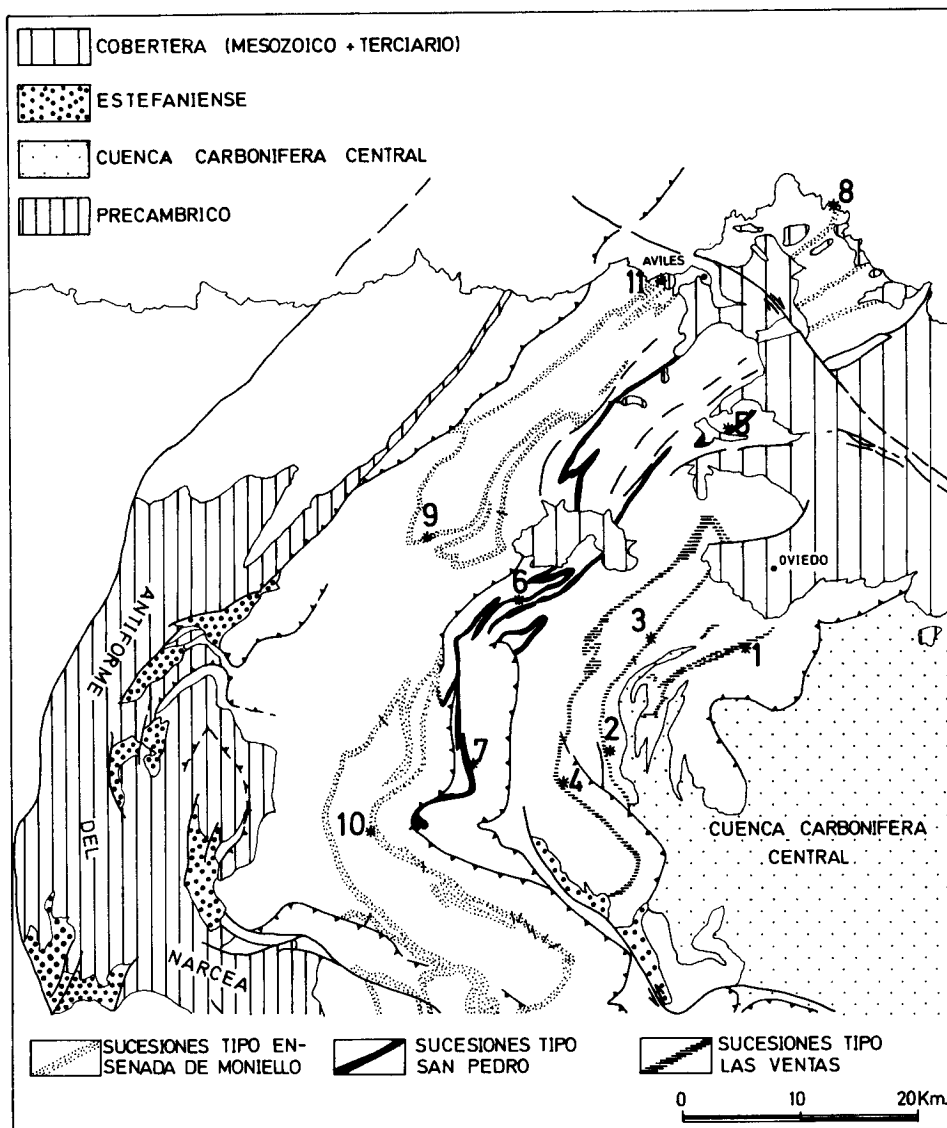 COBERTERA (MESOZOICO + TERCIARIO)
ESTEFANIENSE
CUENCA CARBONIFERA CENTRAL
PRECAMBRICO
8
AVILES
11
5
9
OVIEDO
6
3
1
2
7
4
10
CUENCA CARBONIFERA
CENTRAL
ANTIFORME
DEL
NARCEA
SUCESIONES TIPO EN-
SENADA DE MONIELLO
SUCESIONES TIPO
SAN PEDRO
SUCESIONES TIPO
LAS VENTAS
0 10 20Km.